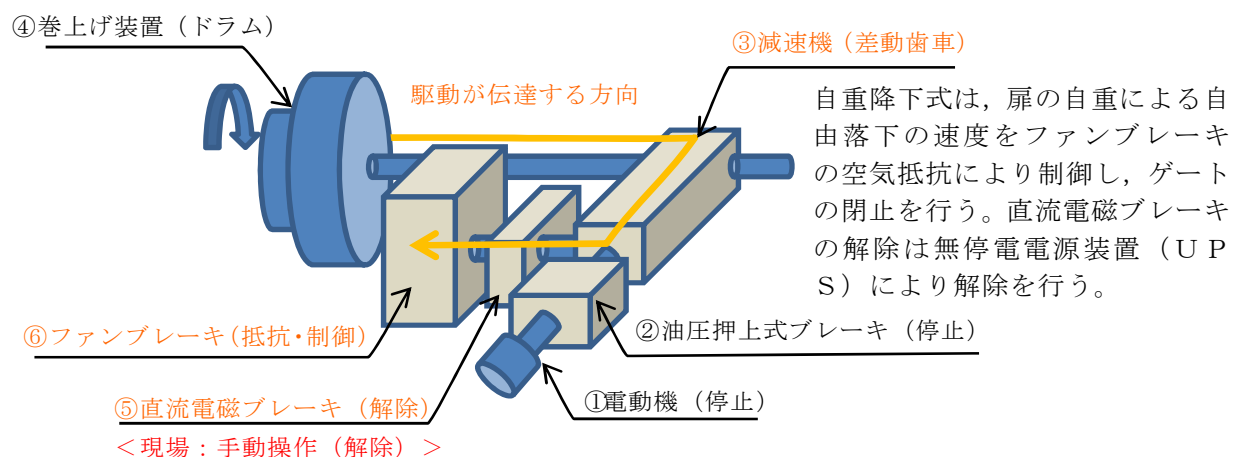 ④巻上げ装置（ドラム）
③減速機（差動歯車）
駆動が伝達する方向
自重降下式は，扉の自重による自
由落下の速度をファンブレーキ
の空気抵抗により制御し，ゲート
の閉止を行う。直流電磁ブレーキ
の解除は無停電電源装置（ＵＰ
Ｓ）により解除を行う。
⑥ファンブレーキ（抵抗・制御）
②油圧押上式ブレーキ（停止）
⑤直流電磁ブレーキ（解除）
①電動機（停止）
＜現場：手動操作（解除）＞